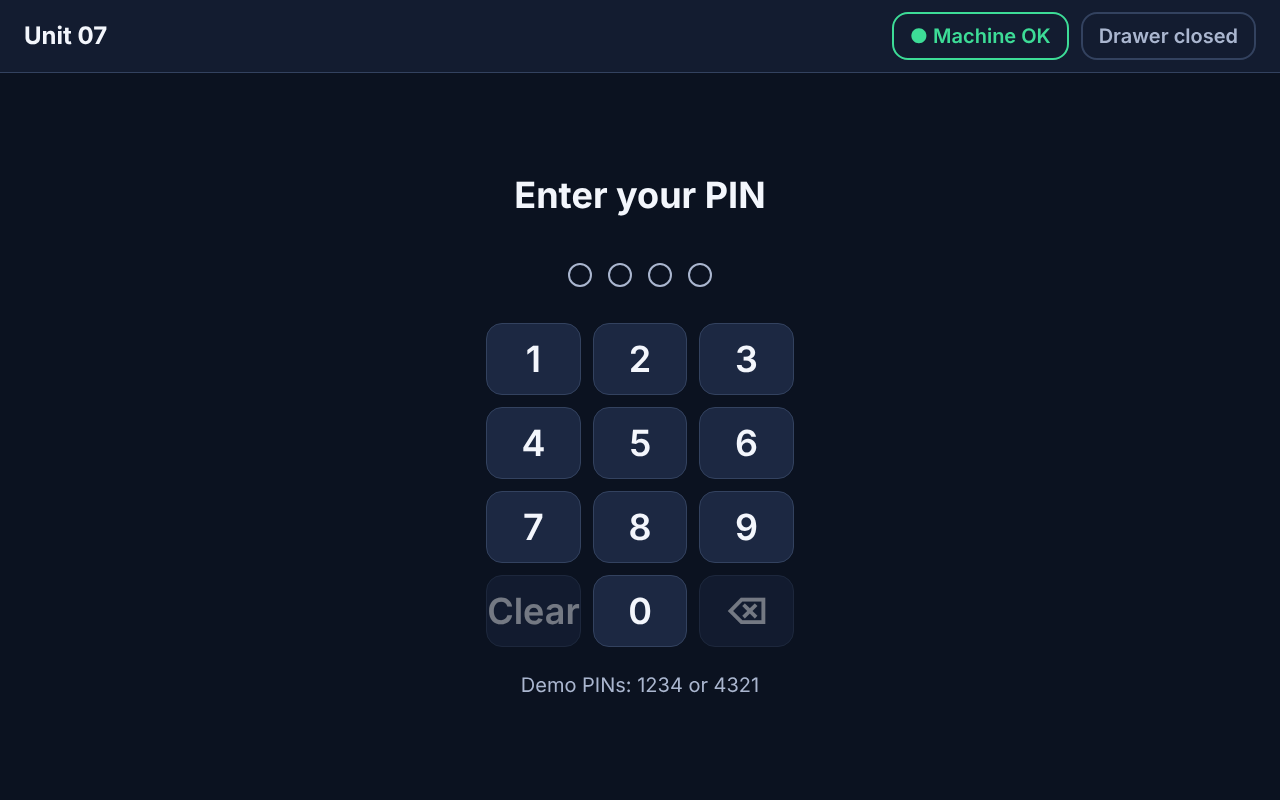 Unit 07
Machine OK
Drawer closed
Enter your PIN
1 2 3
4 5 6
7 8 9
Clear 0
Demo PINs: 1234 or 4321